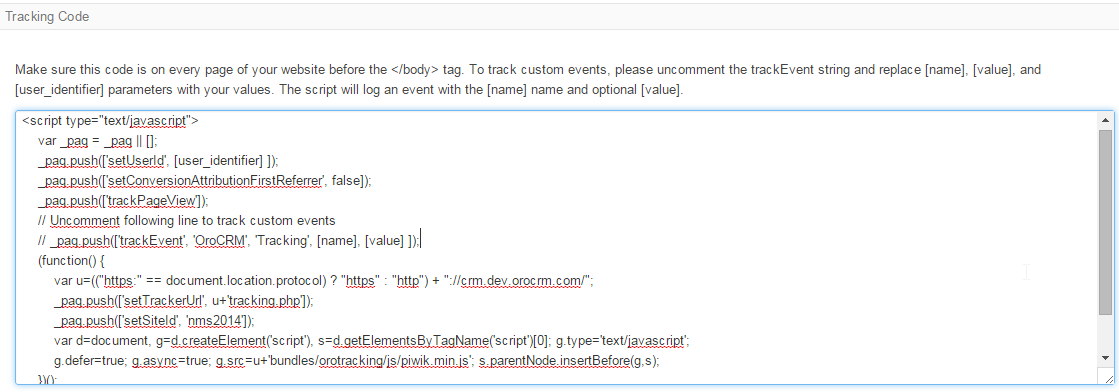 Tracking Code
Make sure this code is on every page of your website before the </body> tag. To track custom events, please uncomment the trackEvent string and replace [name], [value], and
[user_identifier] parameters with your values. The script will log an event with the [name] name and optional [value].
<script type="text/javascript">
var _paq = _paq || [];
_paq.push(['setUserId', [user_identifier] ]);
_paq.push(['setConversionAttributionFirstReferrer', false]);
_paq.push(['trackPageView']);
// Uncomment following line to track custom events
// _paq.push(['trackEvent', 'OroCRM', 'Tracking', [name], [value] ]);
(function() {
var u=(("https:" == document.location.protocol) ? "https" : "http") + "://crm.dev.orocrm.com/";
_paq.push(['setTrackerUrl', u+'tracking.php']);
_paq.push(['setSiteId', 'nms2014']);
var d=document, g=d.createElement('script'), s=d.getElementsByTagName('script')[0]; g.type='text/javascript';
g.defer=true; g.async=true; g.src=u+'bundles/orotracking/js/piwik.min.js'; s.parentNode.insertBefore(g,s);
})();